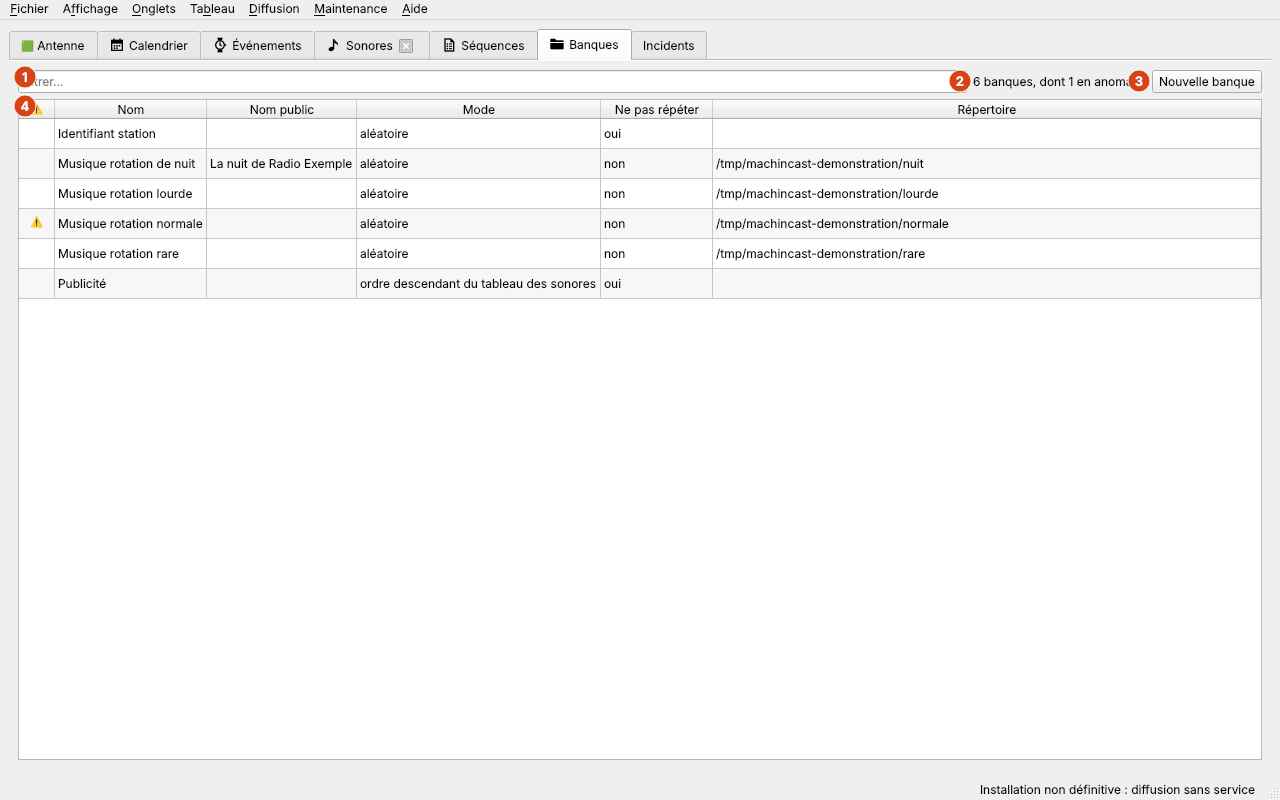 Fichier Affichage Onglets Tableau Diffusion Maintenance Aide
Antenne Calendrier Événements Sonores Séquences Banques Incidents
1 2 6 banques, dont 1 en 3 Nouvelle banque
4 Nom Nom public Mode Ne pas répéter Répertoire
Identifiant station aléatoire oui
Musique rotation de nuit La nuit de Radio Exemple aléatoire non /tmp/machincast-demonstration/nuit
Musique rotation lourde aléatoire non /tmp/machincast-demonstration/lourde
Musique rotation normale aléatoire non /tmp/machincast-demonstration/normale
Musique rotation rare aléatoire non /tmp/machincast-demonstration/rare
Publicité ordre descendant du tableau des sonores oui
Installation non définitive : diffusion sans service